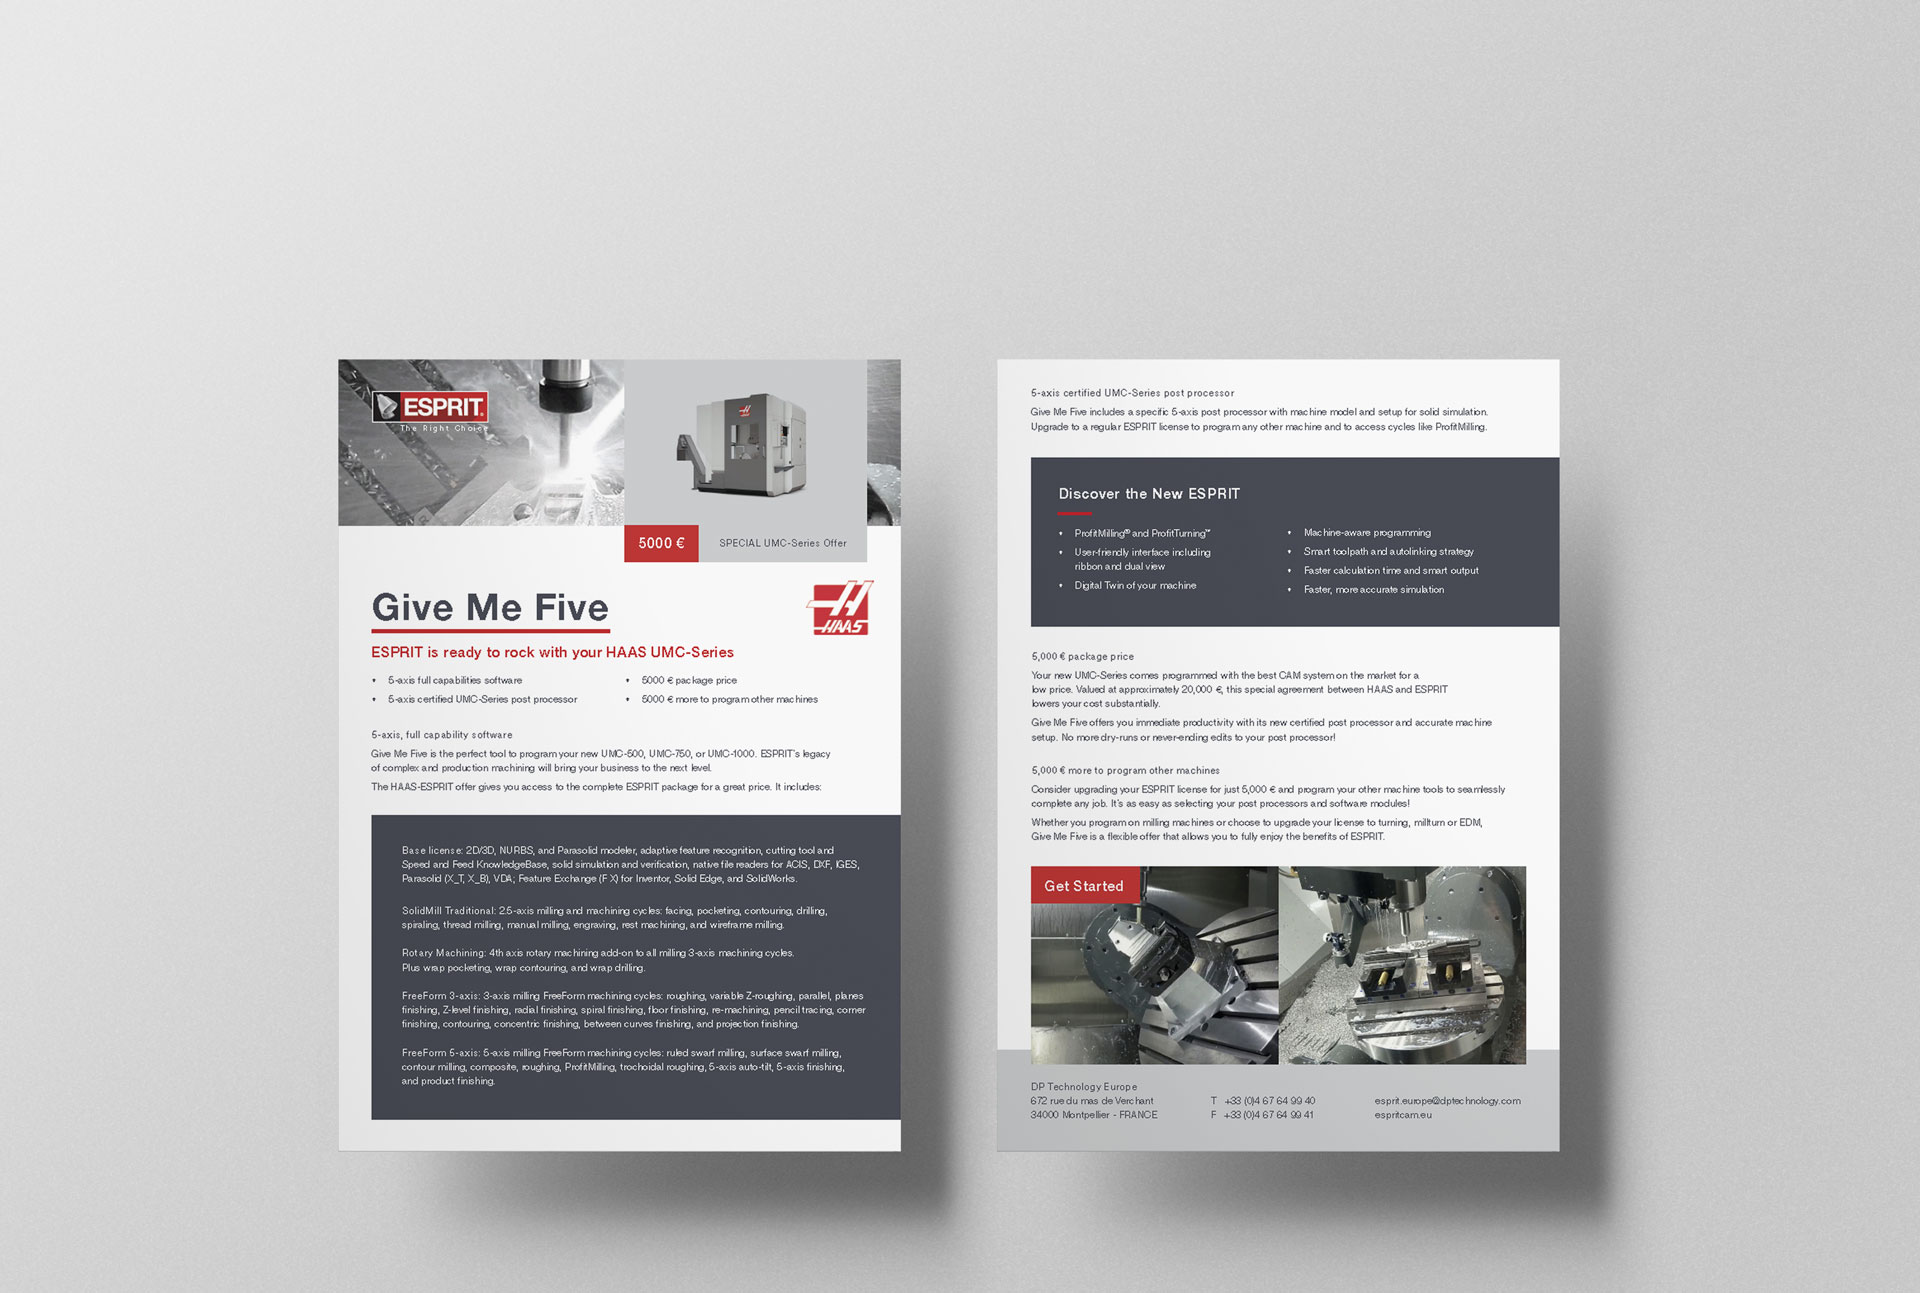 ESPRIT®
The Right Choice
5000 €
SPECIAL UMC-Series Offer
Give Me Five
HAAS
ESPRIT is ready to rock with your HAAS UMC-Series
• 5-axis full capabilities software
• 5-axis certified UMC-Series post processor
• 5000 € package price
• 5000 € more to program other machines
5-axis, full capability software
Give Me Five is the perfect tool to program your new UMC-500, UMC-750, or UMC-1000. ESPRIT's legacy
of complex and production machining will bring your business to the next level.
The HAAS-ESPRIT offer gives you access to the complete ESPRIT package for a great price. It includes:
Base license: 2D/3D, NURBS, and Parasolid modeler, adaptive feature recognition, cutting tool and
Speed and Feed KnowledgeBase, solid simulation and verification, native file readers for ACIS, DXF, IGES,
Parasolid (X_T, X_B), VDA; Feature Exchange (FX) for Inventor, Solid Edge, and SolidWorks.
SolidMill Traditional: 2.5-axis milling and machining cycles: facing, pocketing, contouring, drilling,
spiraling, thread milling, manual milling, engraving, rest machining, and wireframe milling.
Rotary Machining: 4th axis rotary machining add-on to all milling 3-axis machining cycles.
Plus wrap pocketing, wrap contouring, and wrap drilling.
FreeForm 3-axis: 3-axis milling FreeForm machining cycles: roughing, variable Z-roughing, parallel, planes
finishing, Z-level finishing, radial finishing, spiral finishing, floor finishing, re-machining, pencil tracing, corner
finishing, contouring, concentric finishing, between curves finishing, and projection finishing.
FreeForm 5-axis: 5-axis milling FreeForm machining cycles: ruled swarf milling, surface swarf milling,
contour milling, composite, roughing, ProfitMilling, trochoidal roughing, 5-axis auto-tilt, 5-axis finishing,
and product finishing.
5-axis certified UMC-Series post processor
Give Me Five includes a specific 5-axis post processor with machine model and setup for solid simulation.
Upgrade to a regular ESPRIT license to program any other machine and to access cycles like ProfitMilling.
Discover the New ESPRIT
• ProfitMilling® and ProfitTurning™
• User-friendly interface including
ribbon and dual view
• Digital Twin of your machine
• Machine-aware programming
• Smart toolpath and autolinking strategy
• Faster calculation time and smart output
• Faster, more accurate simulation
5,000 € package price
Your new UMC-Series comes programmed with the best CAM system on the market for a
low price. Valued at approximately 20,000 €, this special agreement between HAAS and ESPRIT
lowers your cost substantially.
Give Me Five offers you immediate productivity with its new certified post processor and accurate machine
setup. No more dry-runs or never-ending edits to your post processor!
5,000 € more to program other machines
Consider upgrading your ESPRIT license for just 5,000 € and program your other machine tools to seamlessly
complete any job. It's as easy as selecting your post processors and software modules!
Whether you program on milling machines or choose to upgrade your license to turning, millturn or EDM,
Give Me Five is a flexible offer that allows you to fully enjoy the benefits of ESPRIT.
Get Started
DP Technology Europe
672 rue du mas de Verchant
34000 Montpellier - FRANCE
T +33 (0)4 67 64 99 40
F +33 (0)4 67 64 99 41
esprit.europe@dptechnology.com
espritcam.eu